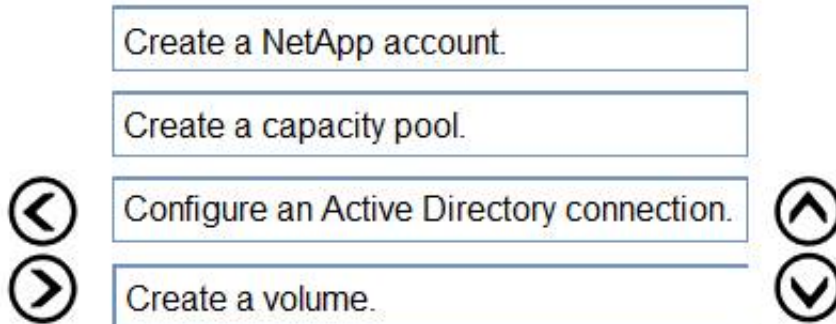 Create a NetApp account.
Create a capacity pool.
Configure an Active Directory connection.
Create a volume.